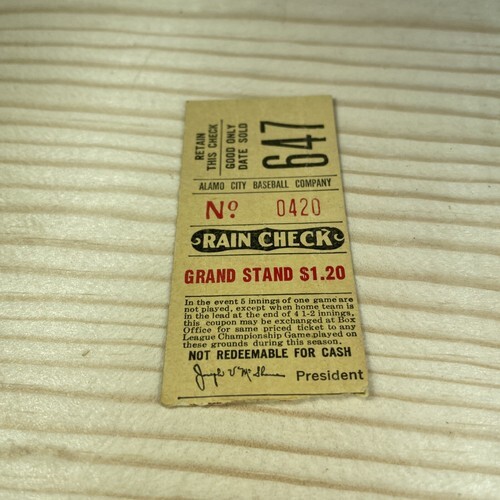 RETAIN
THIS CHECK
GOOD ONLY
DATE SOLD
647
ALAMO CITY BASEBALL COMPANY
No. 0420
RAIN CHECK
GRAND STAND $1.20
In the event 5 innings of one game are
not played, except when home team is
in the lead at the end of 4 1-2 innings,
this coupon may be exchanged at Box
Office for same priced ticket to any
League Championship Game played on
these grounds during this season.
NOT REDEEMABLE FOR CASH
Joseph V. McShane President